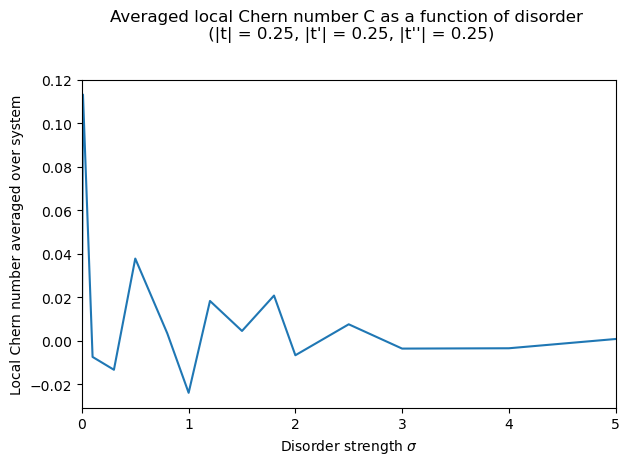 Averaged local Chern number C as a function of disorder
(|t| = 0.25, |t'| = 0.25, |t''| = 0.25)
Local Chern number averaged over system
0.12
0.10
0.08
0.06
0.04
0.02
0.00
−0.02
0 1 2 3 4 5
Disorder strength σ